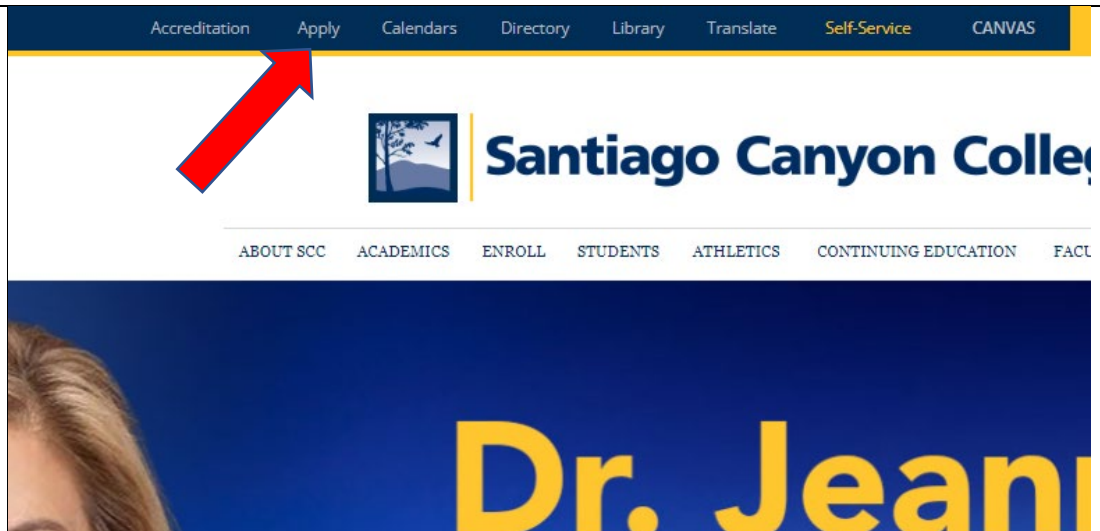 Accreditation Apply Calendars Directory Library Translate Self-Service CANVAS
Santiago Canyon Colle
ABOUT SCC ACADEMICS ENROLL STUDENTS ATHLETICS CONTINUING EDUCATION FACU
Dr. Jean